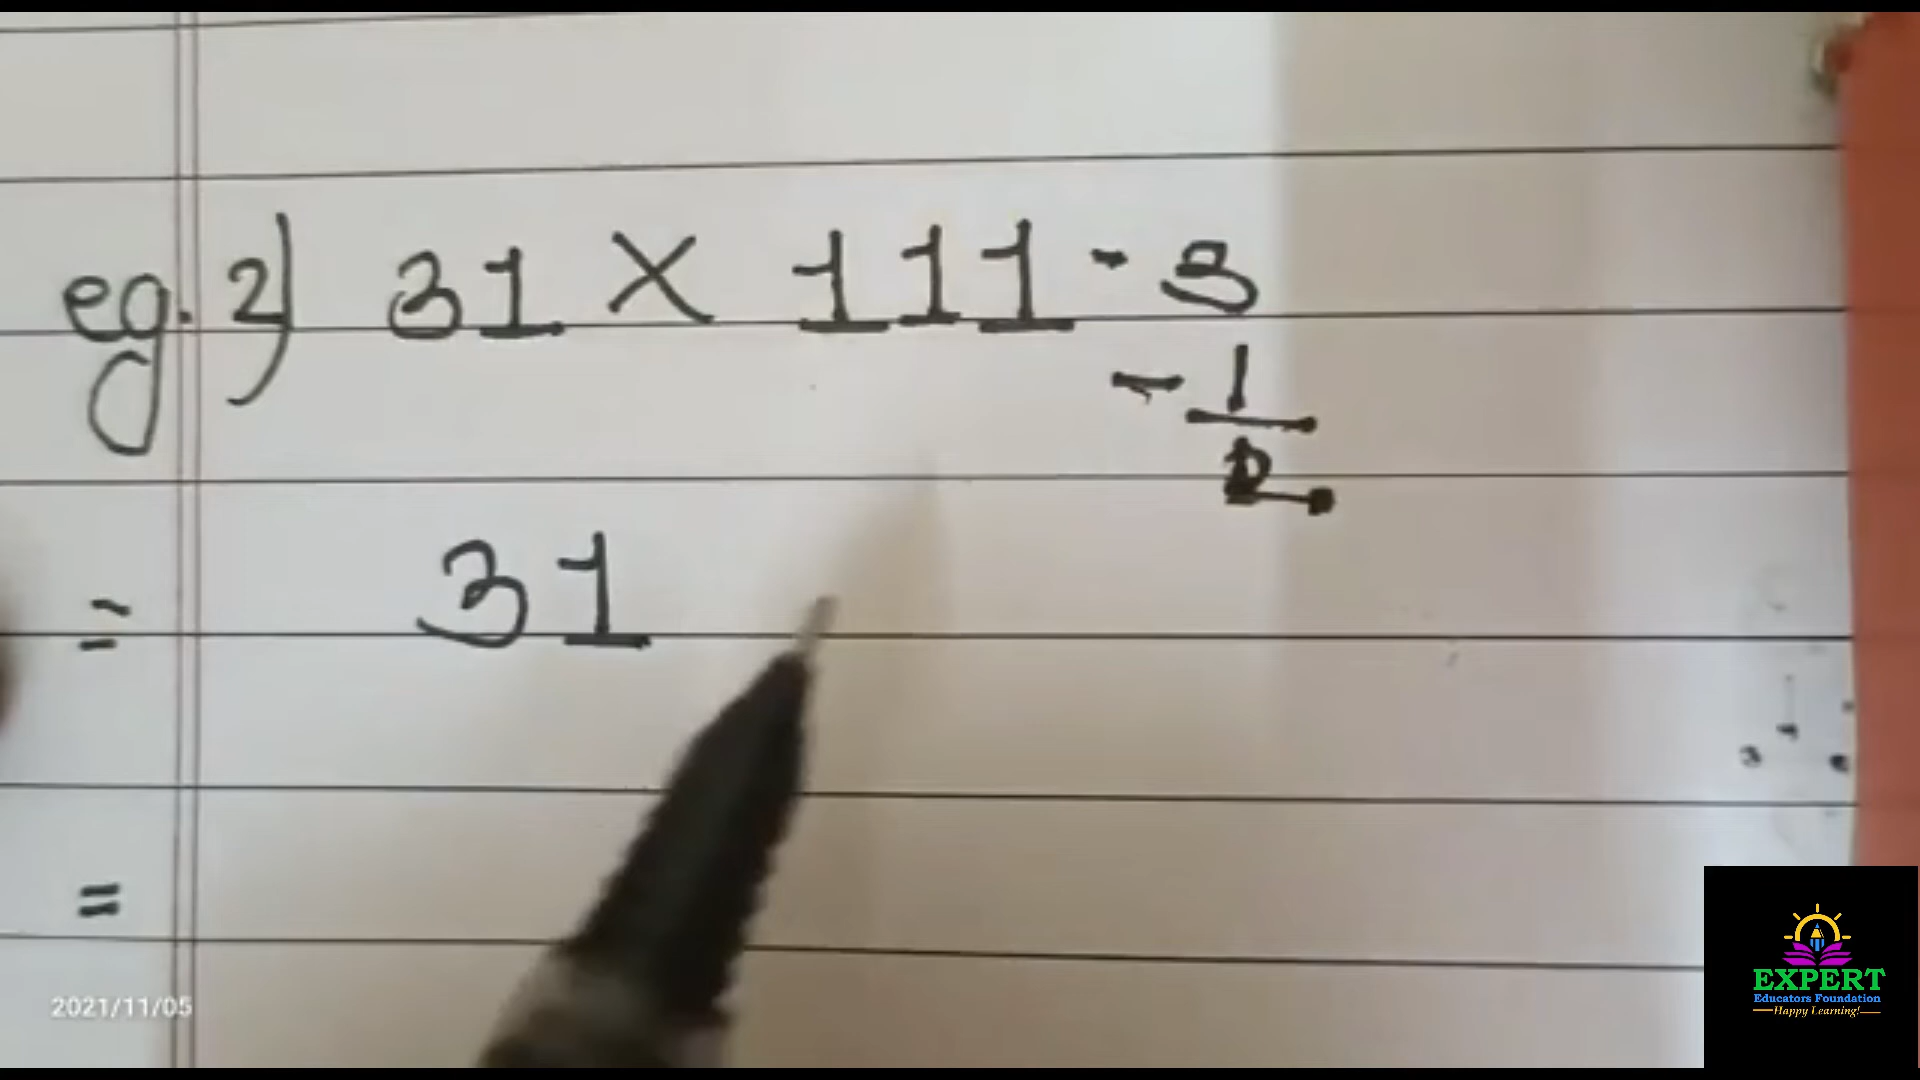 eg. 2) 31 × 111 - 3
- 1
2
= 31
=
2021/11/05
EXPERT
Educators Foundation
Happy Learning!